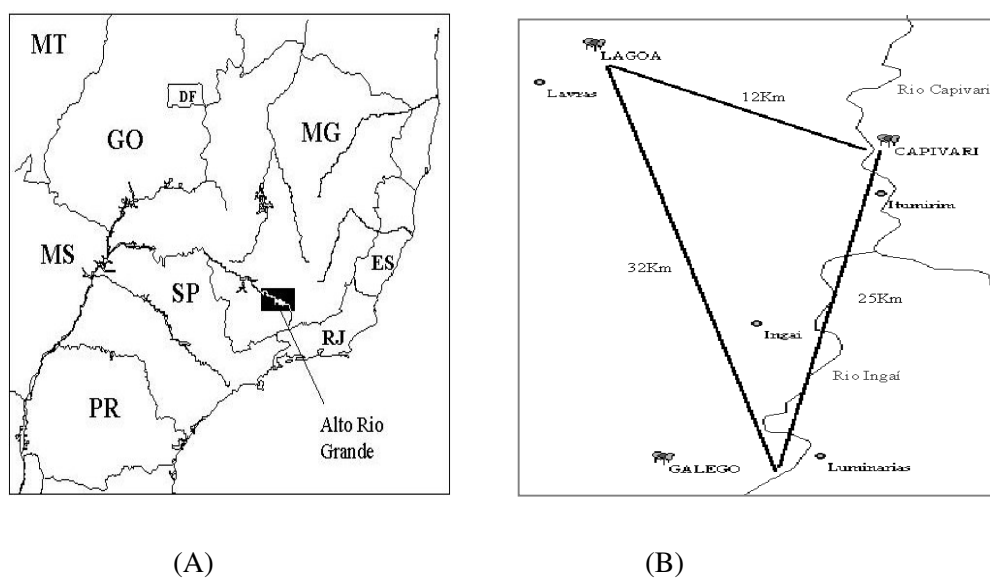 MT
DF
GO
MG
MS
ES
SP
RJ
PR
Alto Rio
Grande
(A)
LAGOA
Lavras
12Km
Rio Capivari
CAPIVARI
Itumirim
32Km
25Km
Ingai
Rio Ingaí
GALEGO
Luminarias
(B)